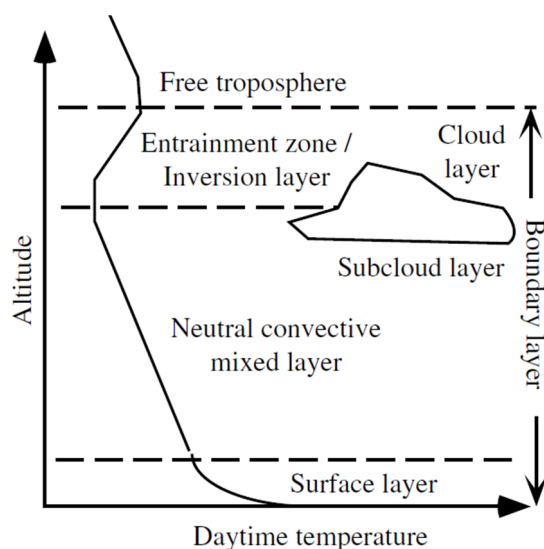 Free troposphere
Entrainment zone /
Inversion layer
Cloud
layer
Subcloud layer
Neutral convective
mixed layer
Surface layer
Altitude
Boundary layer
Daytime temperature